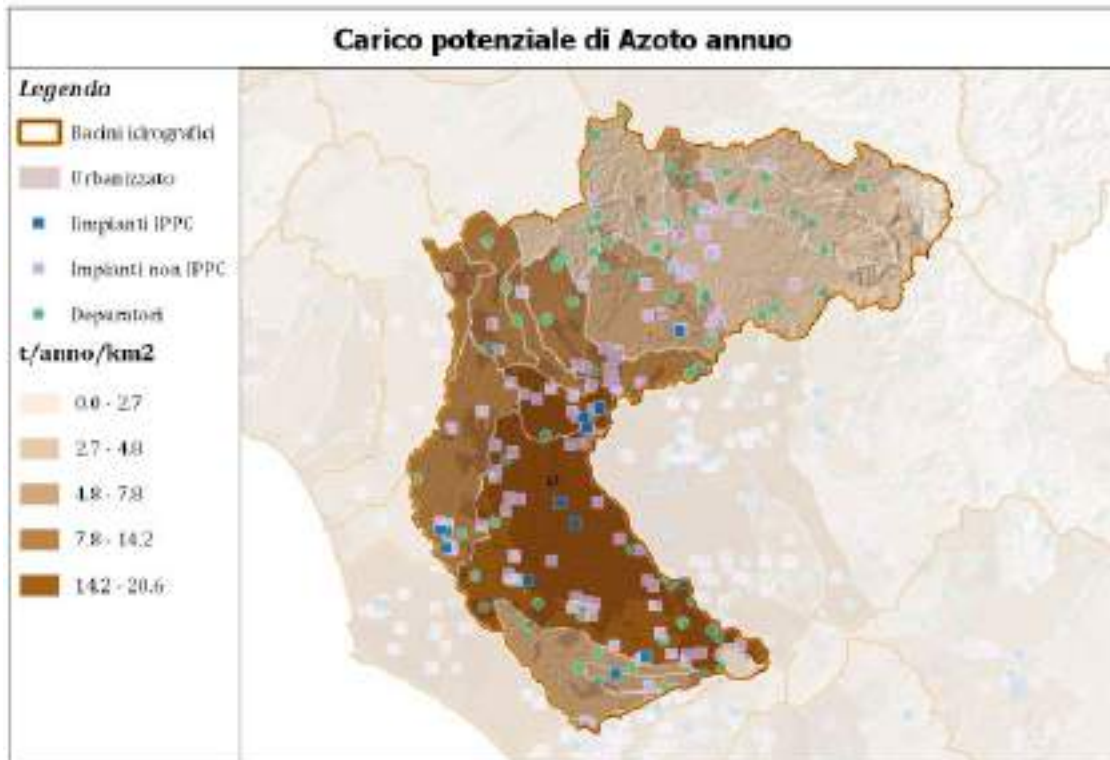 Carico potenziale di Azoto annuo
Legenda
Bacini idrografici
Urbanizzato
Iimpianti IPPC
Impianti non IPPC
Depuratori
t/anno/km2
0.0 - 2.7
2.7 - 4.8
4.8 - 7.8
7.8 - 14.2
14.2 - 20.6